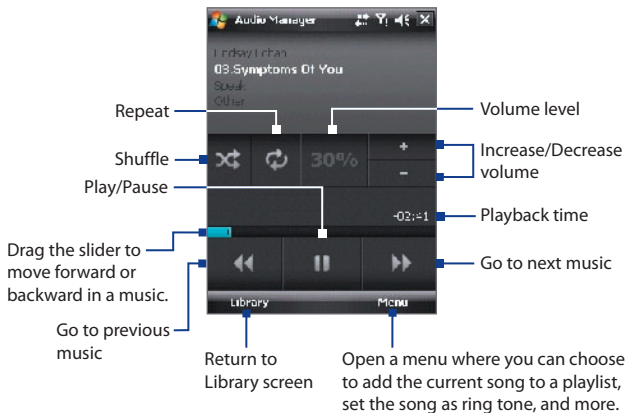 Audio Manager
Lindsay Lohan
03.Symptoms Of You
Speak
Other
Repeat
Volume level
Shuffle
30%
+
-
Increase/Decrease
volume
Play/Pause
-02:41
Playback time
Drag the slider to
move forward or
backward in a music.
Go to next music
Go to previous
music
Library
Menu
Return to
Library screen
Open a menu where you can choose
to add the current song to a playlist,
set the song as ring tone, and more.